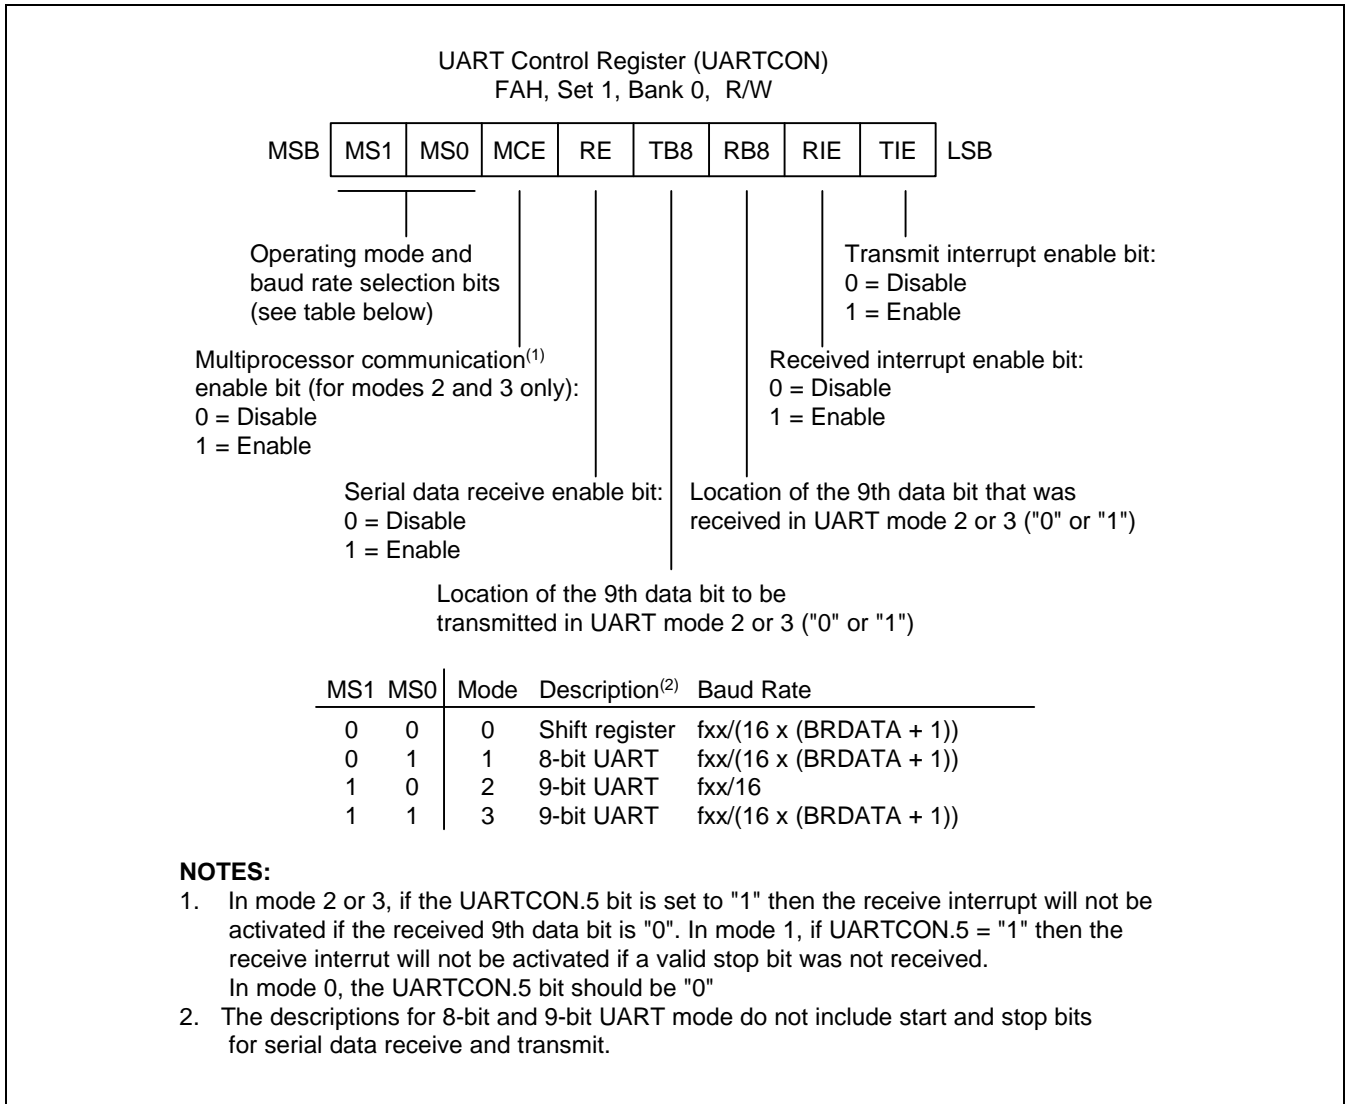 UART Control Register (UARTCON)
FAH, Set 1, Bank 0, R/W
MSB MS1 MS0 MCE RE TB8 RB8 RIE TIE LSB
Operating mode and
baud rate selection bits
(see table below)
Transmit interrupt enable bit:
0 = Disable
1 = Enable
Multiprocessor communication(1)
enable bit (for modes 2 and 3 only):
0 = Disable
1 = Enable
Received interrupt enable bit:
0 = Disable
1 = Enable
Serial data receive enable bit:
0 = Disable
1 = Enable
Location of the 9th data bit that was
received in UART mode 2 or 3 ("0" or "1")
Location of the 9th data bit to be
transmitted in UART mode 2 or 3 ("0" or "1")
MS1 MS0 Mode Description(2) Baud Rate
0 0 0 Shift register fxx/(16 x (BRDATA + 1))
0 1 1 8-bit UART fxx/(16 x (BRDATA + 1))
1 0 2 9-bit UART fxx/16
1 1 3 9-bit UART fxx/(16 x (BRDATA + 1))
NOTES:
1. In mode 2 or 3, if the UARTCON.5 bit is set to "1" then the receive interrupt will not be
activated if the received 9th data bit is "0". In mode 1, if UARTCON.5 = "1" then the
receive interrut will not be activated if a valid stop bit was not received.
In mode 0, the UARTCON.5 bit should be "0"
2. The descriptions for 8-bit and 9-bit UART mode do not include start and stop bits
for serial data receive and transmit.